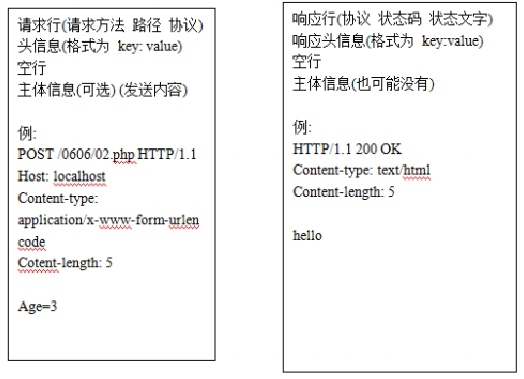 请求行(请求方法 路径 协议)
头信息(格式为 key: value)
空行
主体信息(可选) (发送内容)
例:
POST /0606/02.php HTTP/1.1
Host: localhost
Content-type:
application/x-www-form-urlen
code
Cotent-length: 5
Age=3
响应行(协议 状态码 状态文字)
响应头信息(格式为 key:value)
空行
主体信息(也可能没有)
例:
HTTP/1.1 200 OK
Content-type: text/html
Content-length: 5
hello